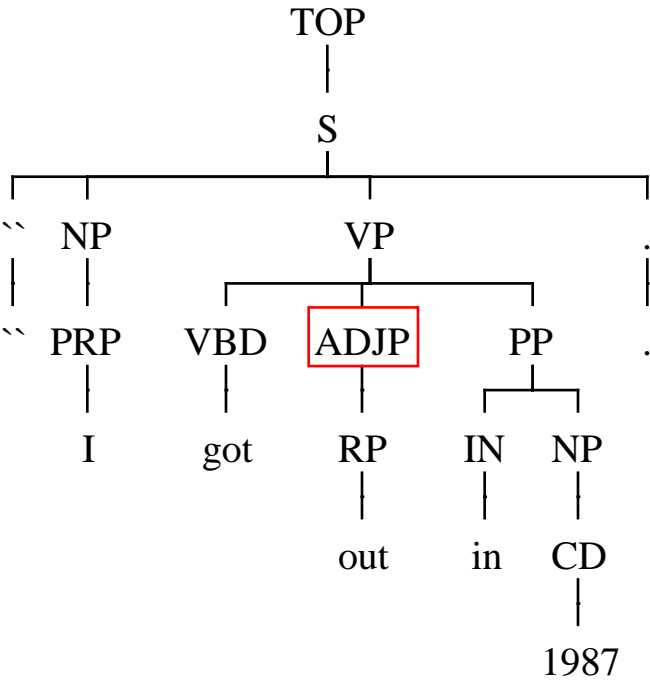 TOP
S
`` NP VP .
`` PRP VBD ADJP PP .
I got RP IN NP
out in CD
1987